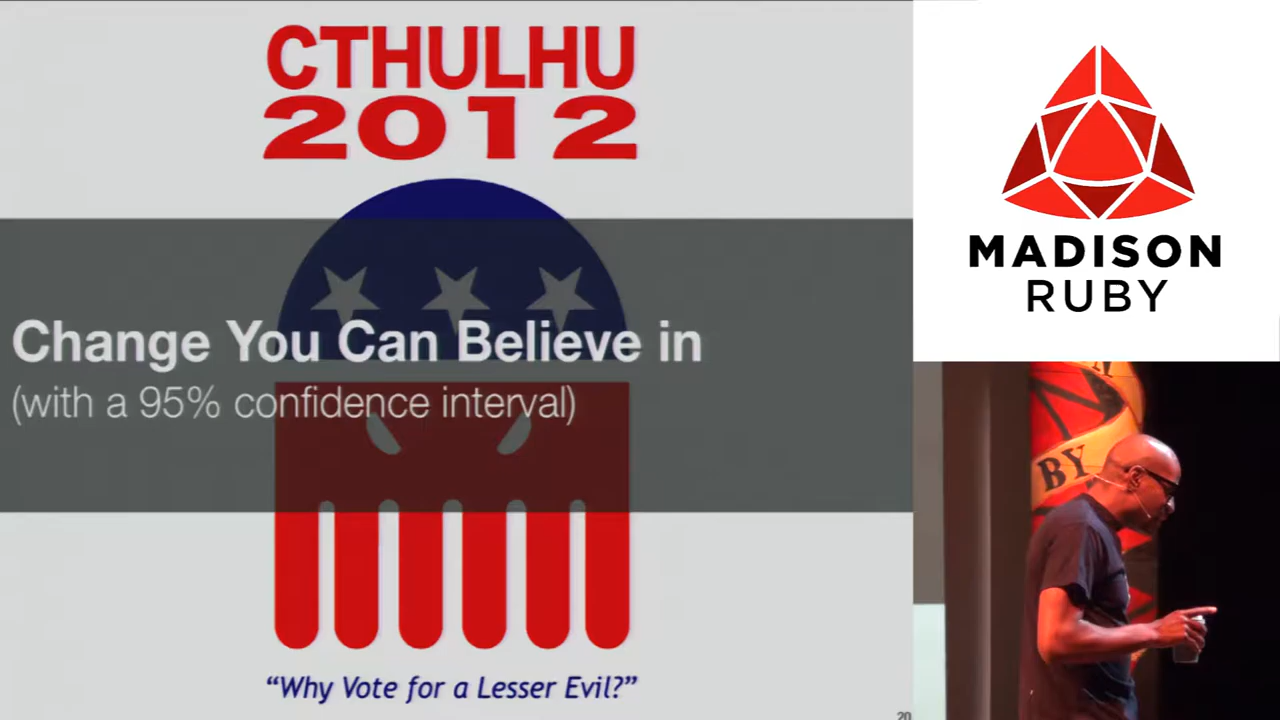 CTHULHU
2012
Change You Can Believe in
(with a 95% confidence interval)
“Why Vote for a Lesser Evil?”
20
MADISON
RUBY
BY